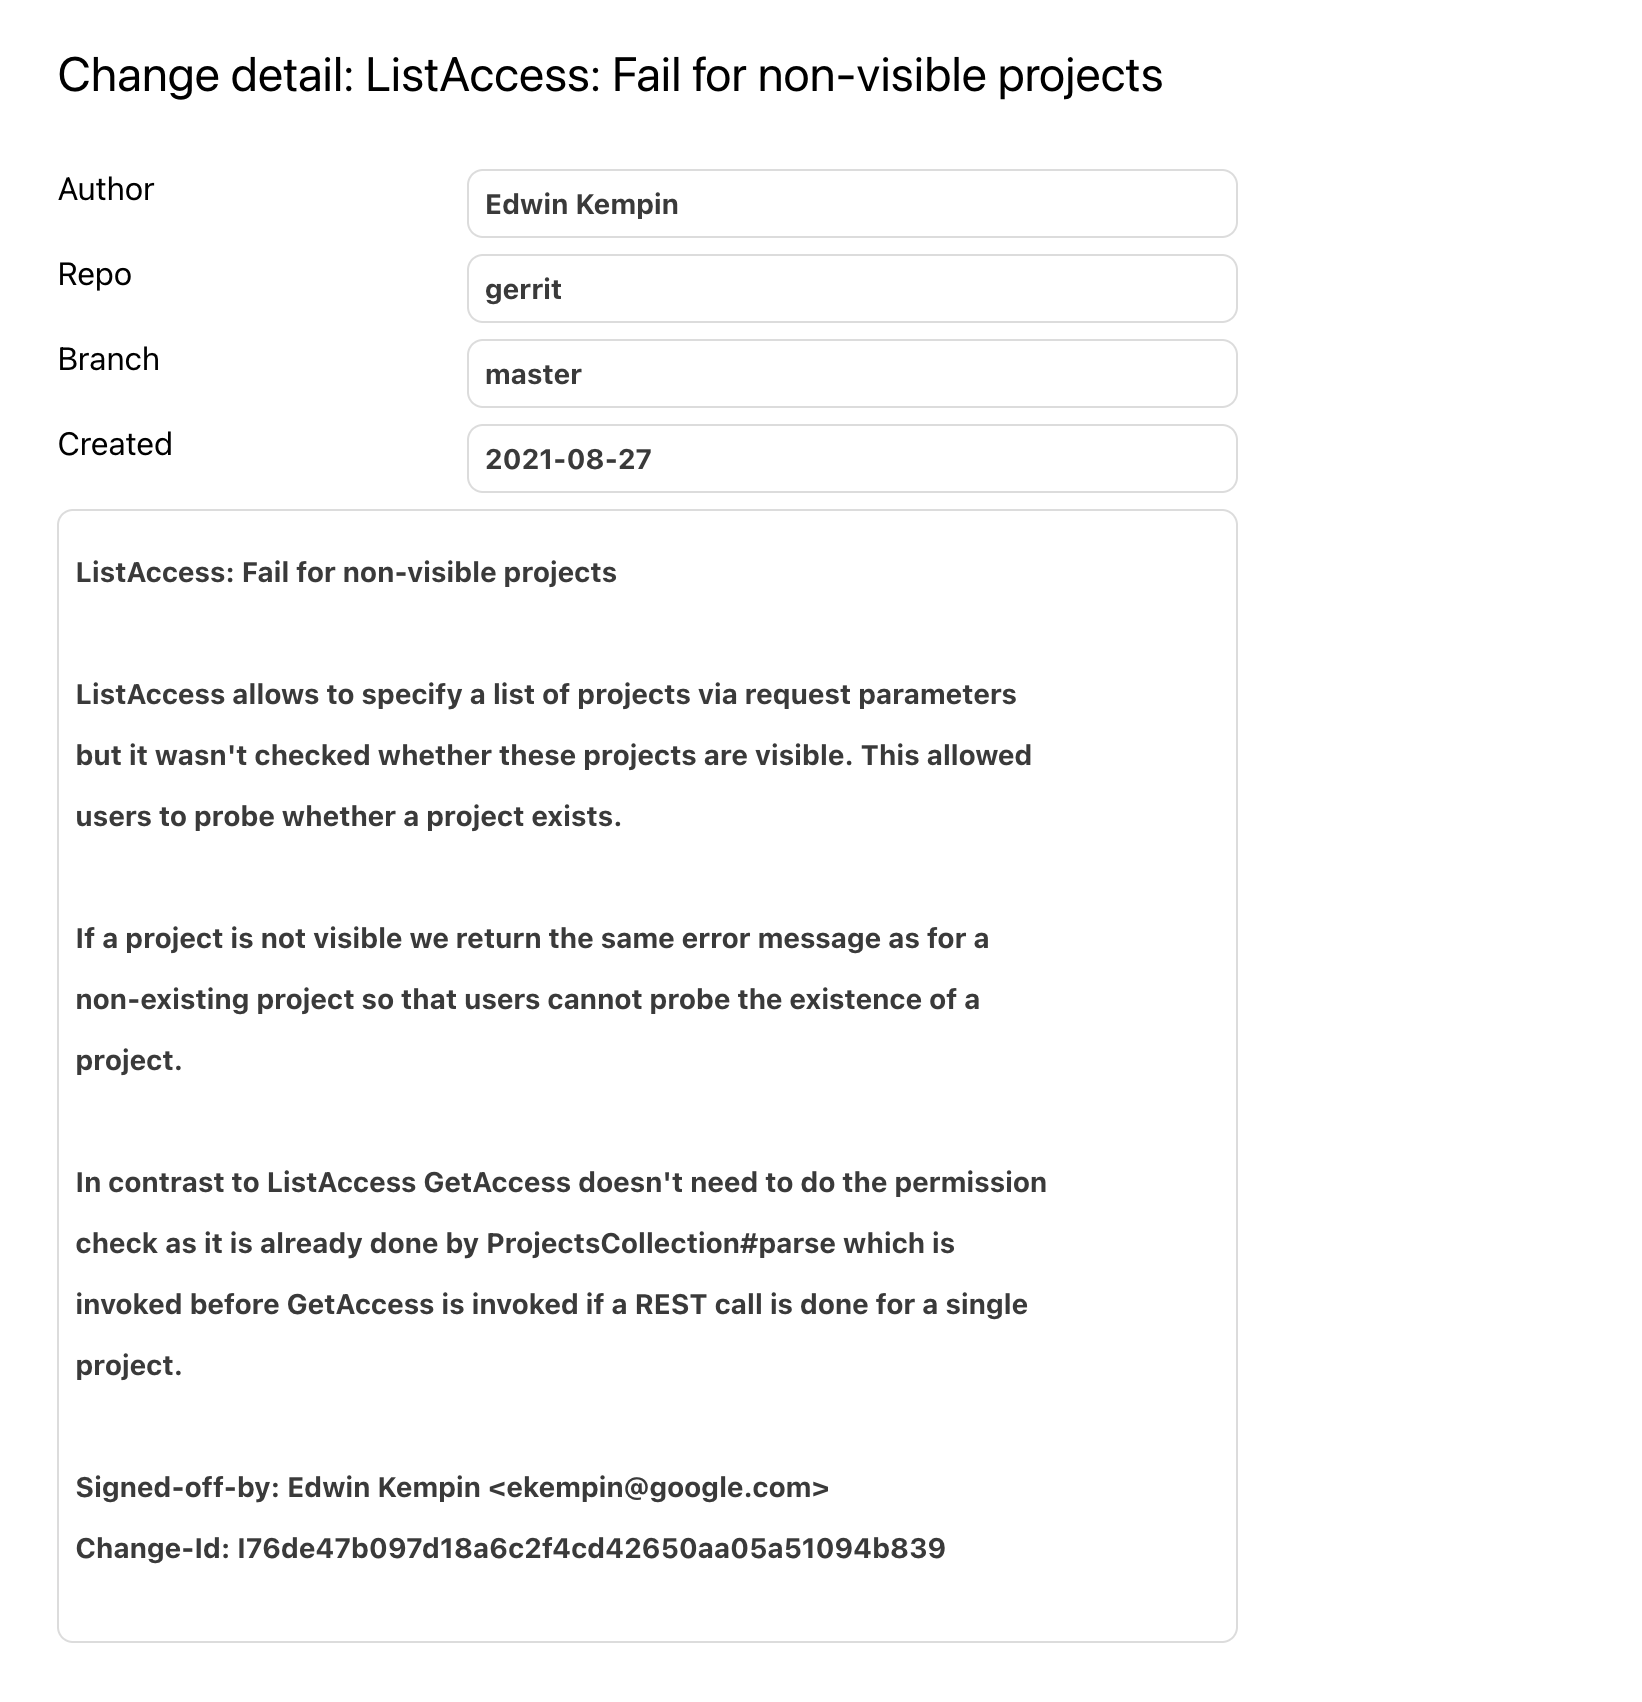 Change detail: ListAccess: Fail for non-visible projects
Author
Edwin Kempin
Repo
gerrit
Branch
master
Created
2021-08-27
ListAccess: Fail for non-visible projects
ListAccess allows to specify a list of projects via request parameters
but it wasn't checked whether these projects are visible. This allowed
users to probe whether a project exists.
If a project is not visible we return the same error message as for a
non-existing project so that users cannot probe the existence of a
project.
In contrast to ListAccess GetAccess doesn't need to do the permission
check as it is already done by ProjectsCollection#parse which is
invoked before GetAccess is invoked if a REST call is done for a single
project.
Signed-off-by: Edwin Kempin <ekempin@google.com>
Change-Id: I76de47b097d18a6c2f4cd42650aa05a51094b839